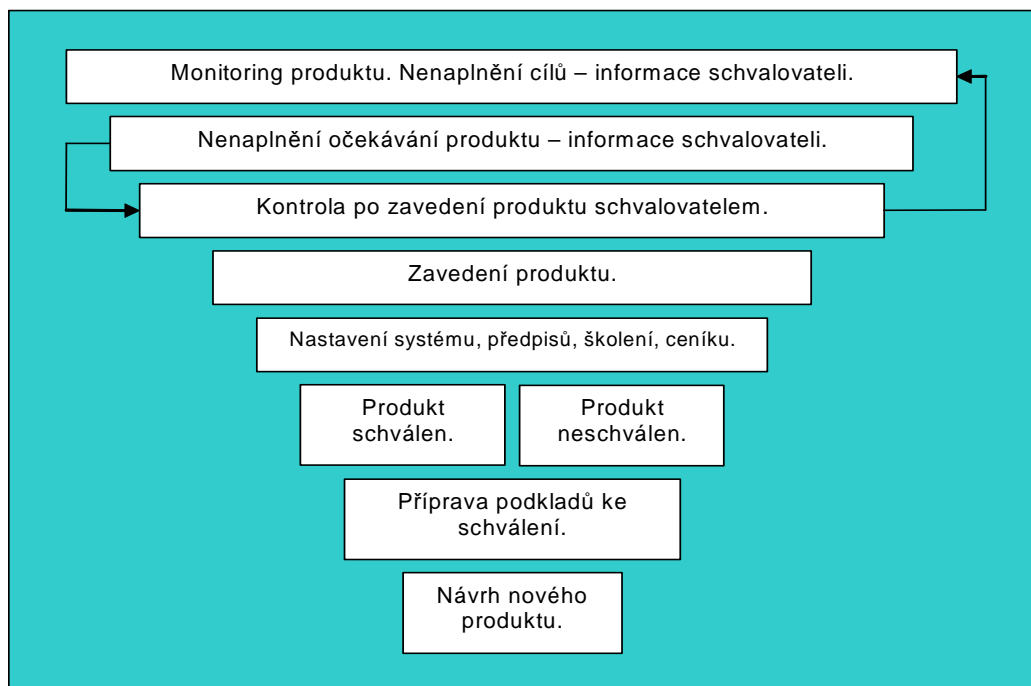 Monitoring produktu. Nenaplnění cílů – informace schvalovateli.
Nenaplnění očekávání produktu – informace schvalovateli.
Kontrola po zavedení produktu schvalovatelem.
Zavedení produktu.
Nastavení systému, předpisů, školení, ceníku.
Produkt
schválen.
Produkt
neschválen.
Příprava podkladů ke
schválení.
Návrh nového
produktu.